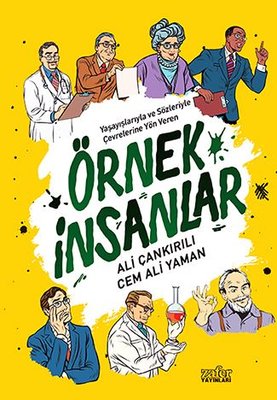 Yaşayışlarıyla ve Sözleriyle
Çevrelerine Yön Veren
ÖRNEK
İNSANLAR
ALİ ÇANKIRILI
CEM ALİ YAMAN
zafer
YAYINLARI